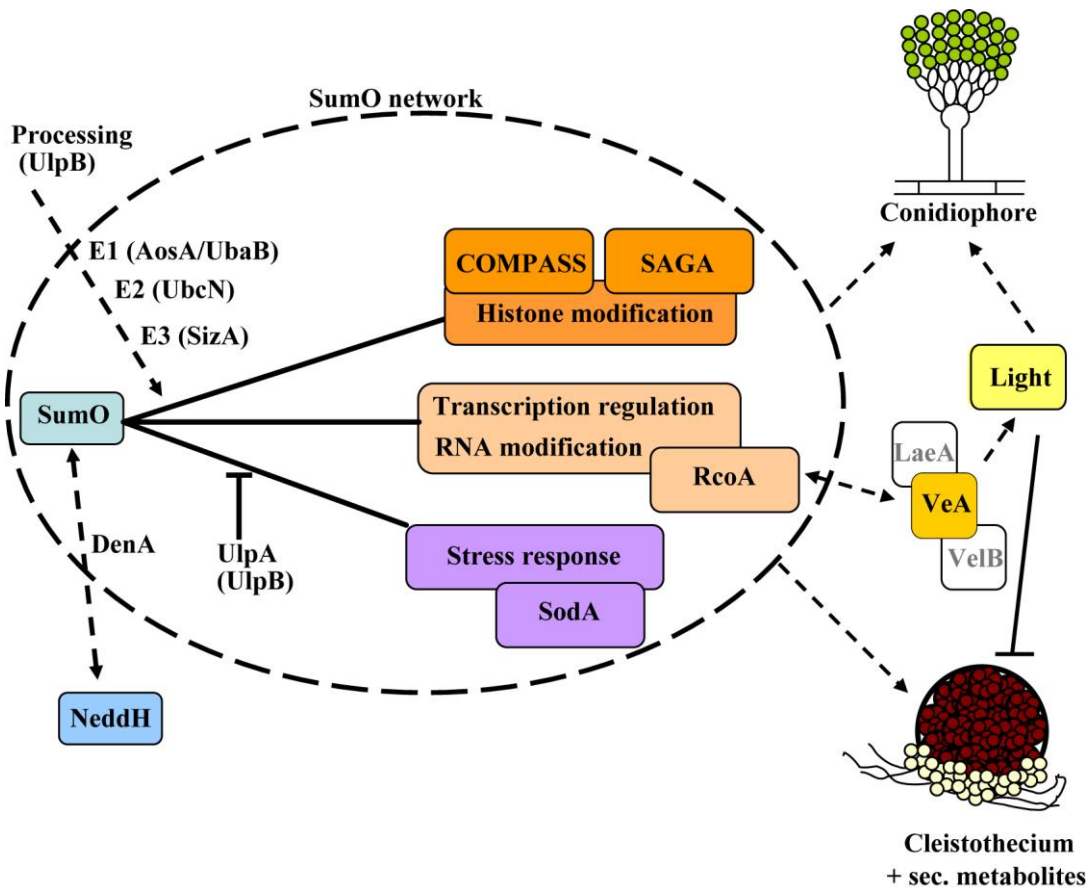 SumO network
Processing
(UlpB)
E1 (AosA/UbaB)
E2 (UbcN)
E3 (SizA)
SumO
DenA
NeddH
UlpA
(UlpB)
COMPASS
SAGA
Histone modification
Transcription regulation
RNA modification
RcoA
Stress response
SodA
Conidiophore
Light
LaeA
VeA
VelB
Cleistothecium
+ sec. metabolites